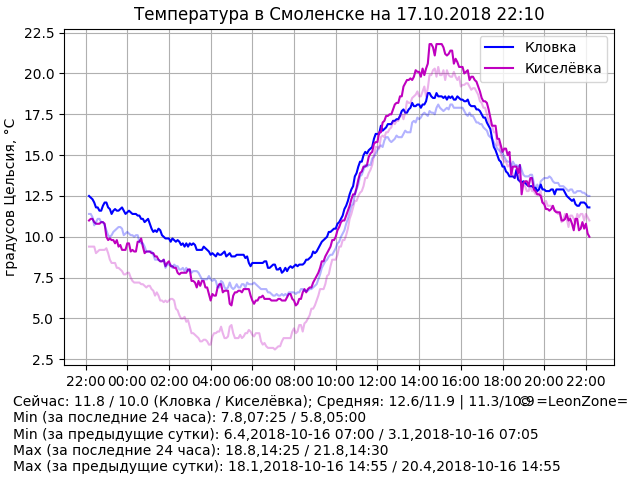 Температура в Смоленске на 17.10.2018 22:10
22.5
20.0
17.5
15.0
12.5
10.0
7.5
5.0
2.5
градусов Цельсия, °C
Кловка
Киселёвка
22:00 00:00 02:00 04:00 06:00 08:00 10:00 12:00 14:00 16:00 18:00 20:00 22:00
Сейчас: 11.8 / 10.0 (Кловка / Киселёвка); Средняя: 12.6/11.9 | 11.3/10.9 =LeonZone=
Min (за последние 24 часа): 7.8,07:25 / 5.8,05:00
Min (за предыдущие сутки): 6.4,2018-10-16 07:00 / 3.1,2018-10-16 07:05
Max (за последние 24 часа): 18.8,14:25 / 21.8,14:30
Max (за предыдущие сутки): 18.1,2018-10-16 14:55 / 20.4,2018-10-16 14:55